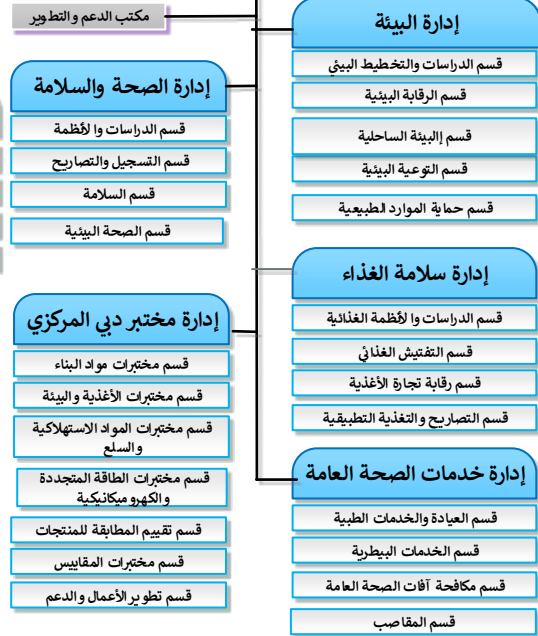 مكتب الدعم والتطوير
إدارة البيئة
قسم الدراسات والتخطيط البيئي
قسم الرقابة البيئية
قسم إالبيئة الساحلية
قسم التوعية البيئية
قسم حماية الموارد الطبيعية
إدارة الصحة والسلامة
قسم الدراسات وا لأنظمة
قسم التسجيل والتصاريح
قسم السلامة
قسم الصحة البيئية
إدارة سلامة الغذاء
قسم الدراسات وا لأنظمة الغذائية
قسم التفتيش الغذائي
قسم رقابة تجارة الأغذية
قسم التصاريح والتغذية التطبيقية
إدارة مختبر دبي المركزي
قسم مختبرات مواد البناء
قسم مختبرات الأغذية والبيئة
قسم مختبرات المواد الاستهلاكية
والسلع
قسم مختبرات الطاقة المتجددة
والكهروميكانيكية
قسم تقييم المطابقة للمنتجات
قسم مختبرات المقاييس
قسم تطوير الأعمال والدعم
إدارة خدمات الصحة العامة
قسم العيادة والخدمات الطبية
قسم الخدمات البيطرية
قسم مكافحة آفات الصحة العامة
قسم المقاصب